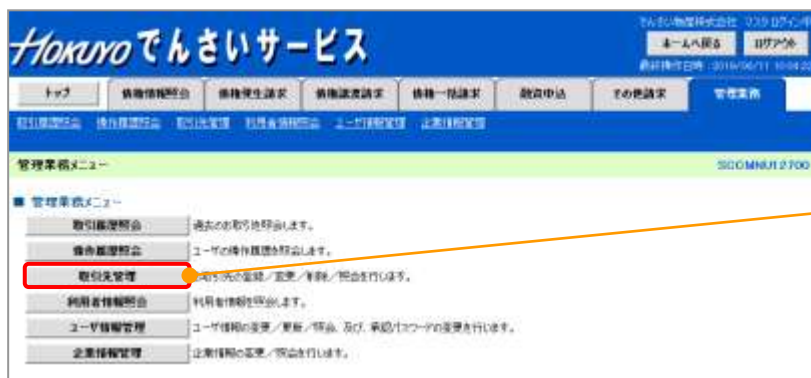 Hokuyo でんさいサービス
ホームへ戻る ログアウト
トップ 債権情報照会 債権発生請求 債権譲渡請求 債権一括請求 融資申込 その他請求 管理業務
取引履歴照会 操作履歴照会 取引先管理 利用者情報照会 ユーザ情報管理 企業情報管理
管理業務メニュー SCCMNU12700
■ 管理業務メニュー
取引履歴照会 過去のお取引を照会します。
操作履歴照会 ユーザの操作履歴を照会します。
取引先管理 取引先の登録／変更／削除／照会を行います。
利用者情報照会 利用者情報を照会します。
ユーザ情報管理 ユーザ情報の変更／更新／照会、及び、承認パスワードの変更を行います。
企業情報管理 企業情報の変更／照会を行います。